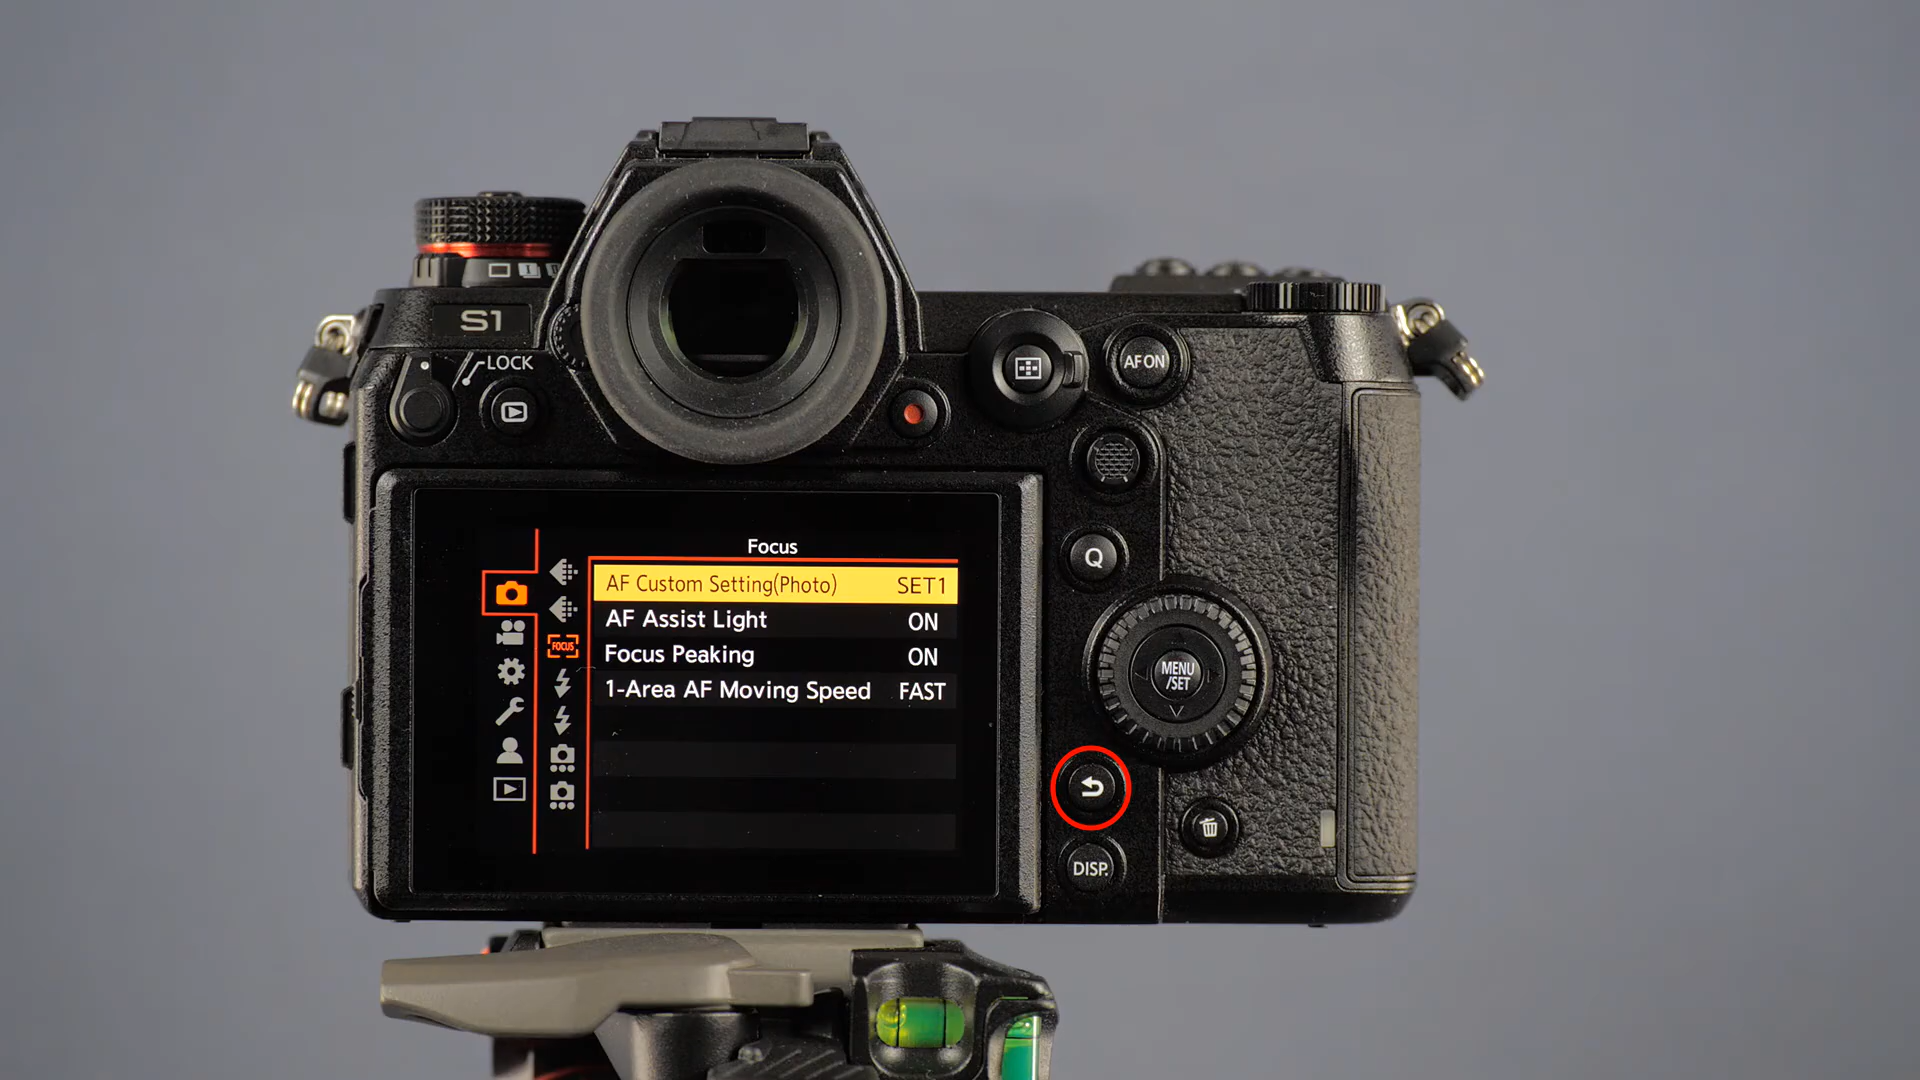 S1
LOCK
AF ON
Q
Focus
AF Custom Setting(Photo) SET1
AF Assist Light ON
FOCUS
Focus Peaking ON
1-Area AF Moving Speed FAST
MENU
/SET
DISP.